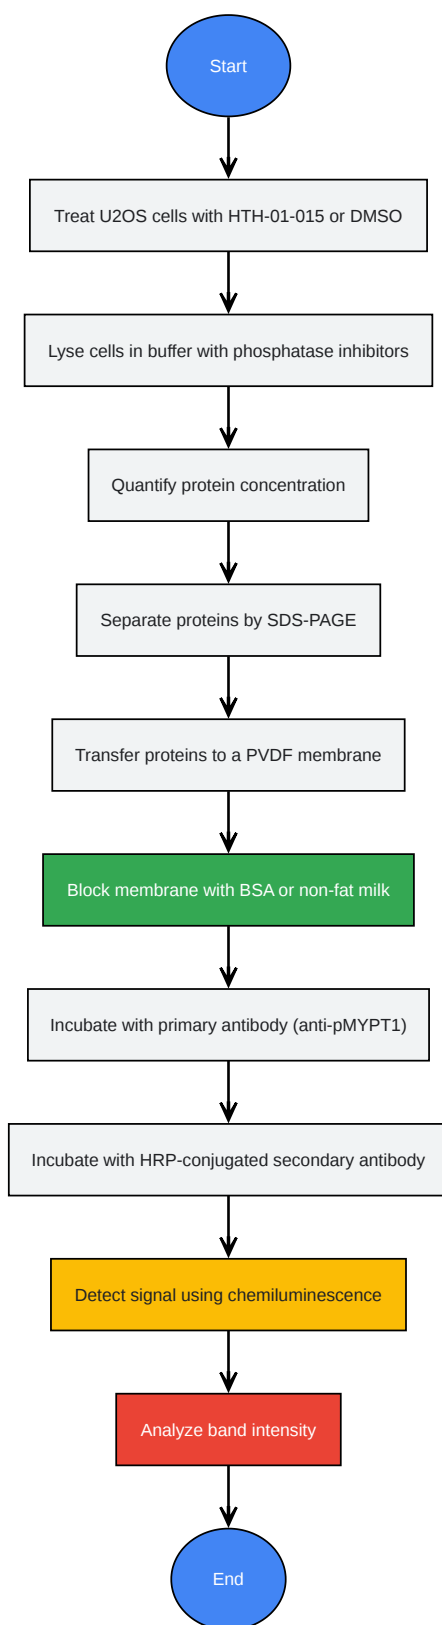 Start
Treat U2OS cells with HTH-01-015 or DMSO
Lyse cells in buffer with phosphatase inhibitors
Quantify protein concentration
Separate proteins by SDS-PAGE
Transfer proteins to a PVDF membrane
Block membrane with BSA or non-fat milk
Incubate with primary antibody (anti-pMYPT1)
Incubate with HRP-conjugated secondary antibody
Detect signal using chemiluminescence
Analyze band intensity
End